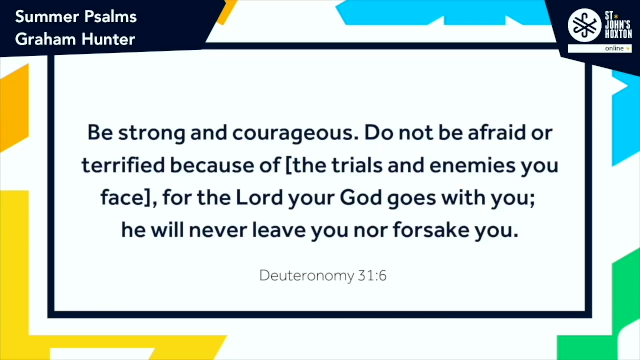 Summer Psalms
Graham Hunter
ST
JOHN'S
HOXTON
online
Be strong and courageous. Do not be afraid or
terrified because of [the trials and enemies you
face], for the Lord your God goes with you;
he will never leave you nor forsake you.
Deuteronomy 31:6